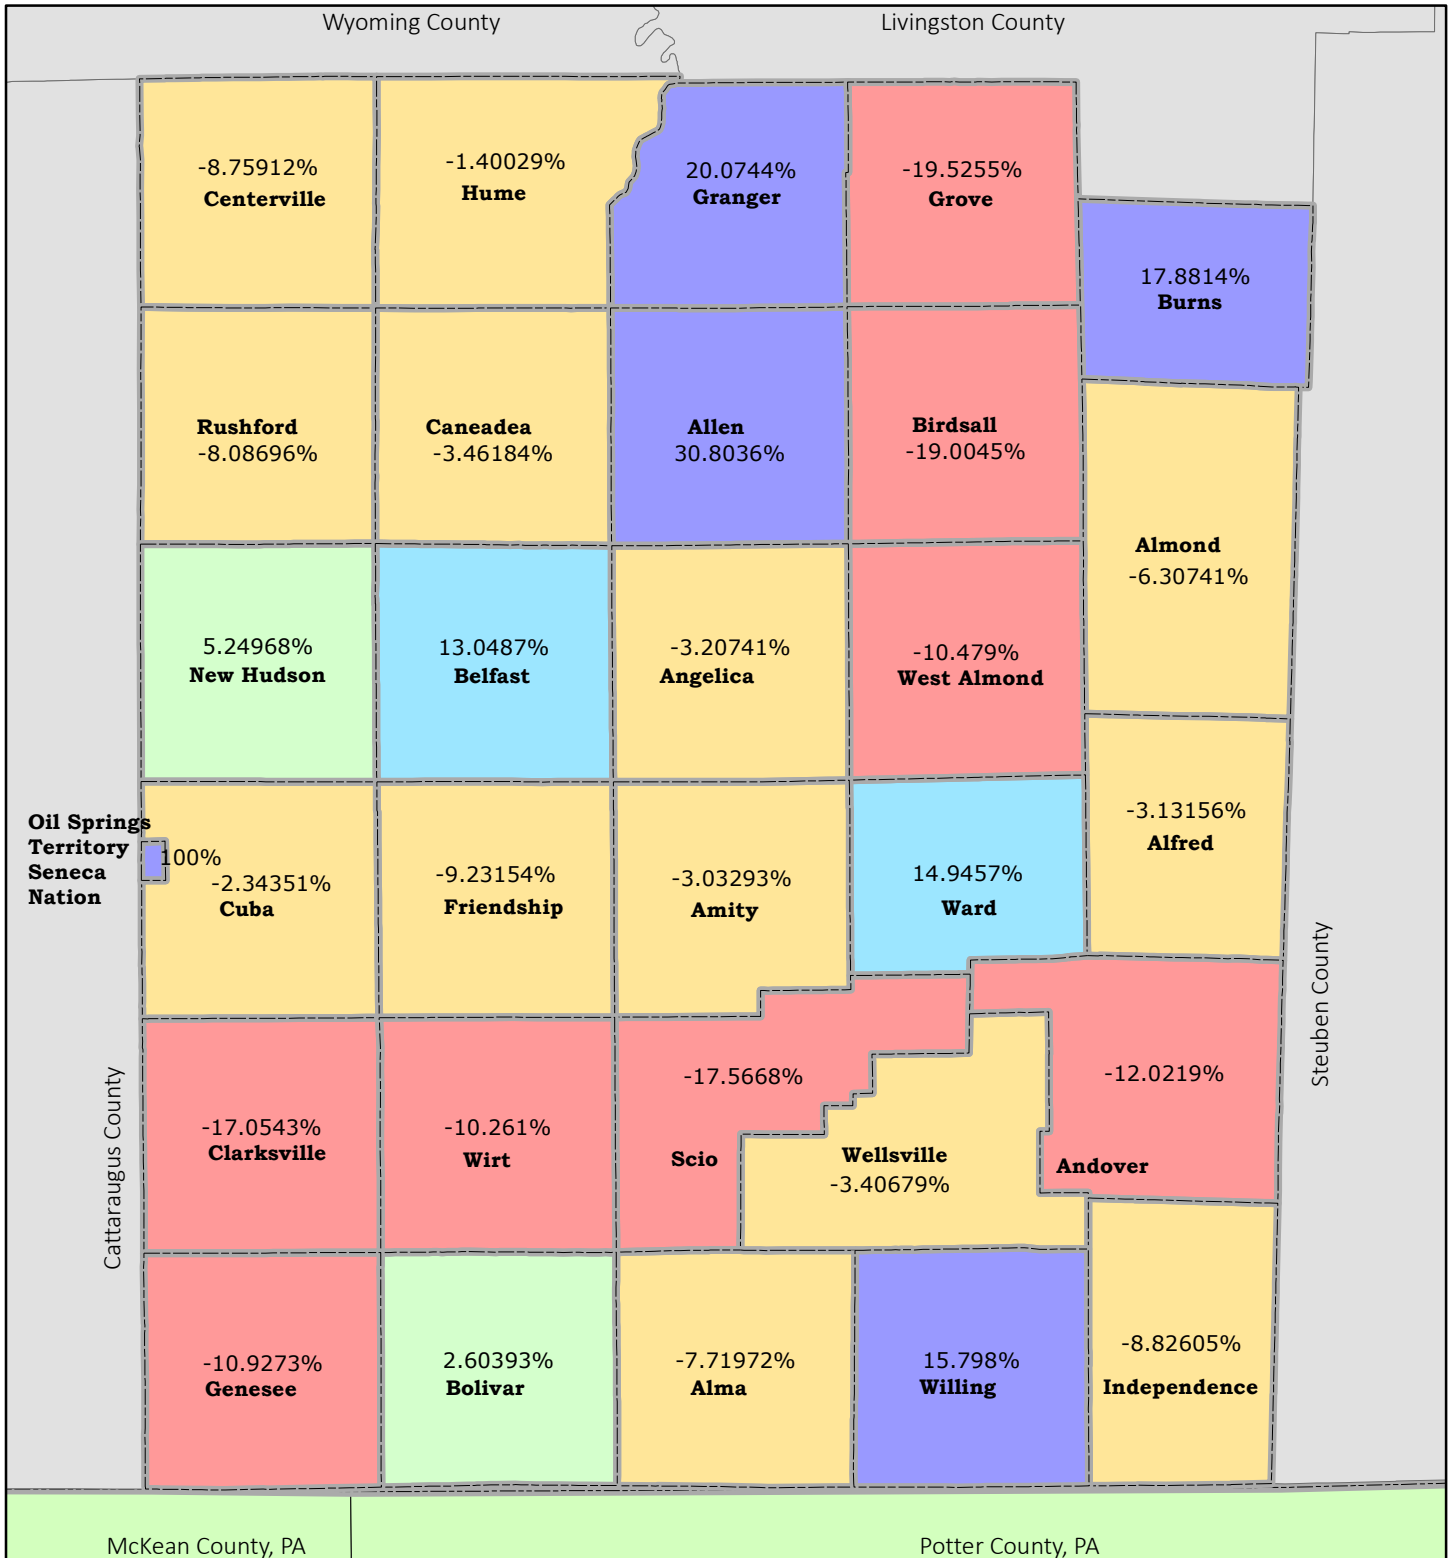 Wyoming County
Livingston County
-8.75912%
Centerville
-1.40029%
Hume
20.0744%
Granger
-19.5255%
Grove
17.8814%
Burns
Rushford
-8.08696%
Caneadea
-3.46184%
Allen
30.8036%
Birdsall
-19.0045%
Almond
-6.30741%
5.24968%
New Hudson
13.0487%
Belfast
-3.20741%
Angelica
-10.479%
West Almond
-3.13156%
Alfred
Oil Springs
Territory
Seneca
Nation
100%
-2.34351%
Cuba
-9.23154%
Friendship
-3.03293%
Amity
14.9457%
Ward
Steuben County
Cattaraugus County
-17.0543%
Clarksville
-10.261%
Wirt
-17.5668%
Scio
Wellsville
-3.40679%
-12.0219%
Andover
-10.9273%
Genesee
2.60393%
Bolivar
-7.71972%
Alma
15.798%
Willing
-8.82605%
Independence
McKean County, PA
Potter County, PA